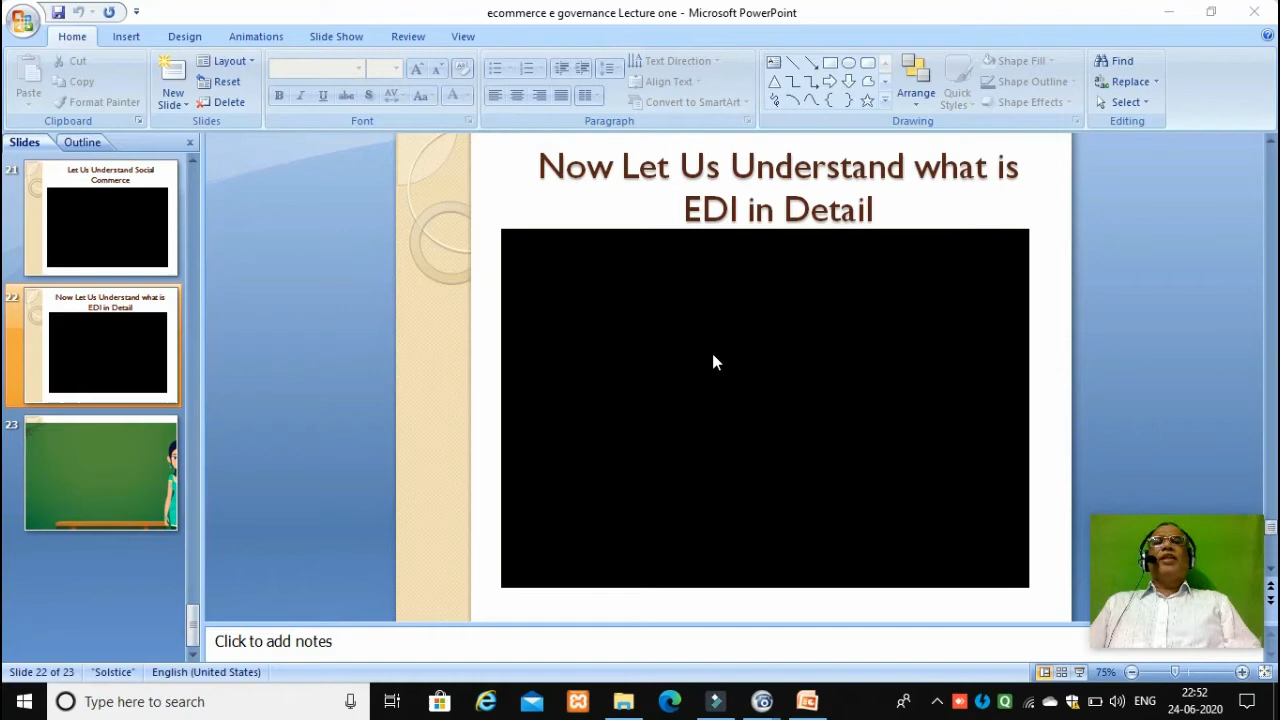 ecommerce e governance Lecture one - Microsoft PowerPoint
Home Insert Design Animations Slide Show Review View
Paste
Cut
Copy
Format Painter
Clipboard
New Slide
Layout
Reset
Delete
Slides
B I U abc S AV Aa A
Font
Text Direction
Align Text
Convert to SmartArt
Paragraph
Arrange
Quick Styles
Shape Fill
Shape Outline
Shape Effects
Drawing
Find
Replace
Select
Editing
Slides Outline
21
Let Us Understand Social
Commerce
22
Now Let Us Understand what is
EDI in Detail
23
Now Let Us Understand what is
EDI in Detail
Click to add notes
Slide 22 of 23 "Solstice" English (United States) 75%
Type here to search
ENG
22:52
24-06-2020